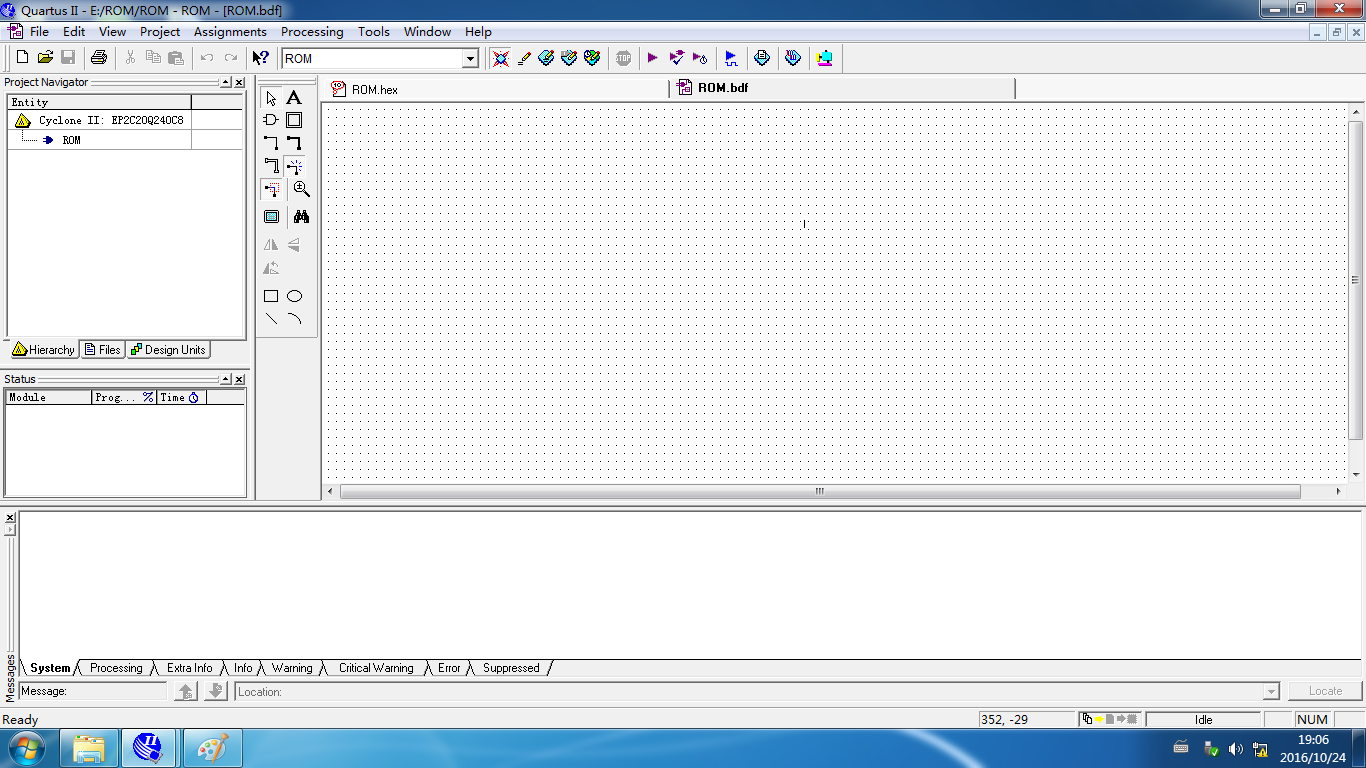 Quartus II - E:/ROM/ROM - ROM - [ROM.bdf]
File Edit View Project Assignments Processing Tools Window Help
ROM
Project Navigator
ROM.hex
ROM.bdf
Entity
Cyclone II: EP2C20Q240C8
ROM
Hierarchy Files Design Units
Status
Module Prog... % Time
System Processing Extra Info Info Warning Critical Warning Error Suppressed
Messages
Message:
Location:
Locate
Ready
352, -29
Idle
NUM
19:06
2016/10/24